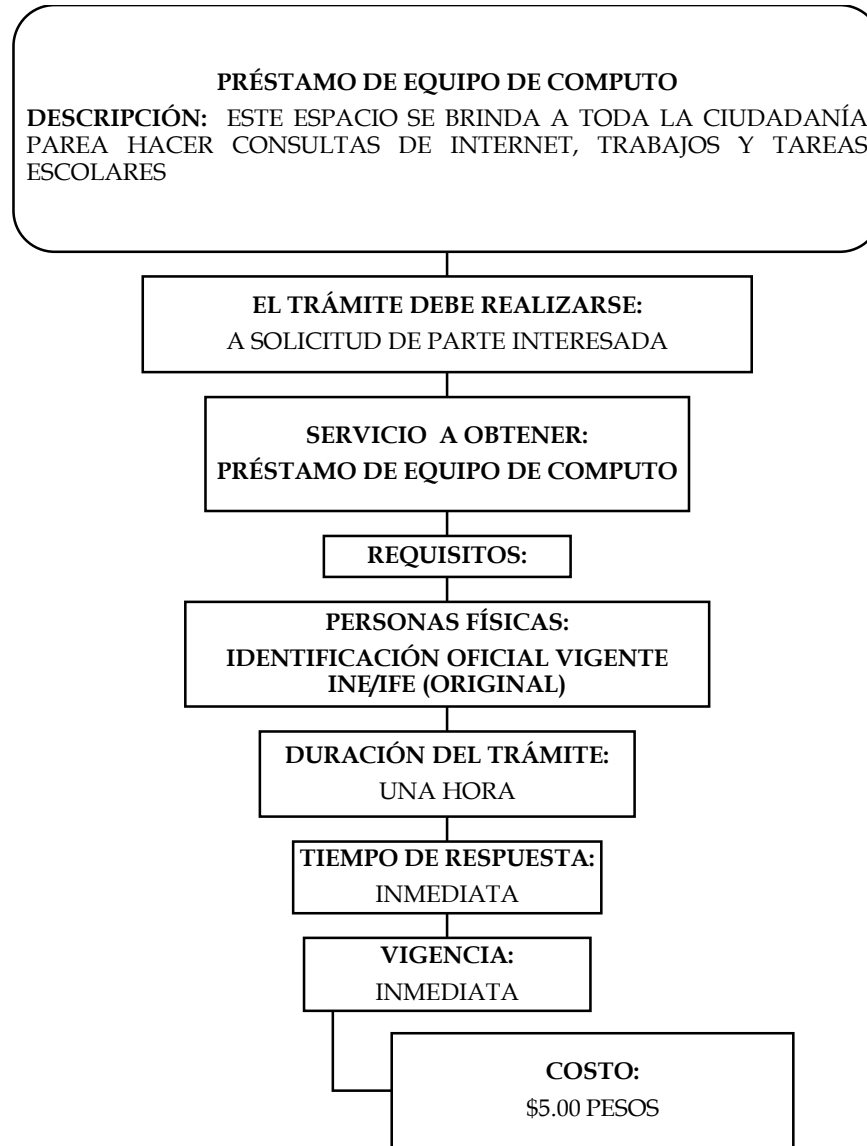 PRÉSTAMO DE EQUIPO DE COMPUTO
DESCRIPCIÓN: ESTE ESPACIO SE BRINDA A TODA LA CIUDADANÍA
PAREA HACER CONSULTAS DE INTERNET, TRABAJOS Y TAREAS
ESCOLARES
EL TRÁMITE DEBE REALIZARSE:
A SOLICITUD DE PARTE INTERESADA
SERVICIO A OBTENER:
PRÉSTAMO DE EQUIPO DE COMPUTO
REQUISITOS:
PERSONAS FÍSICAS:
IDENTIFICACIÓN OFICIAL VIGENTE
INE/IFE (ORIGINAL)
DURACIÓN DEL TRÁMITE:
UNA HORA
TIEMPO DE RESPUESTA:
INMEDIATA
VIGENCIA:
INMEDIATA
COSTO:
$5.00 PESOS